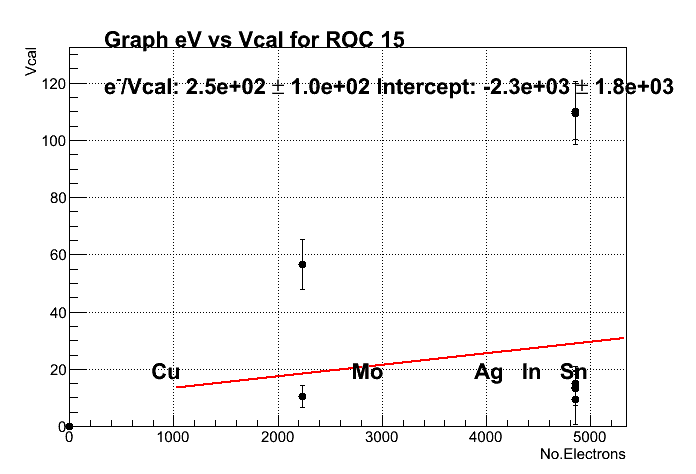 Graph eV vs Vcal for ROC 15
e-/Vcal: 2.5e+02 ± 1.0e+02 Intercept: -2.3e+03 ± 1.8e+03
Vcal
120
100
80
60
40
20
0
Cu Mo Ag In Sn
0 1000 2000 3000 4000 5000
No.Electrons